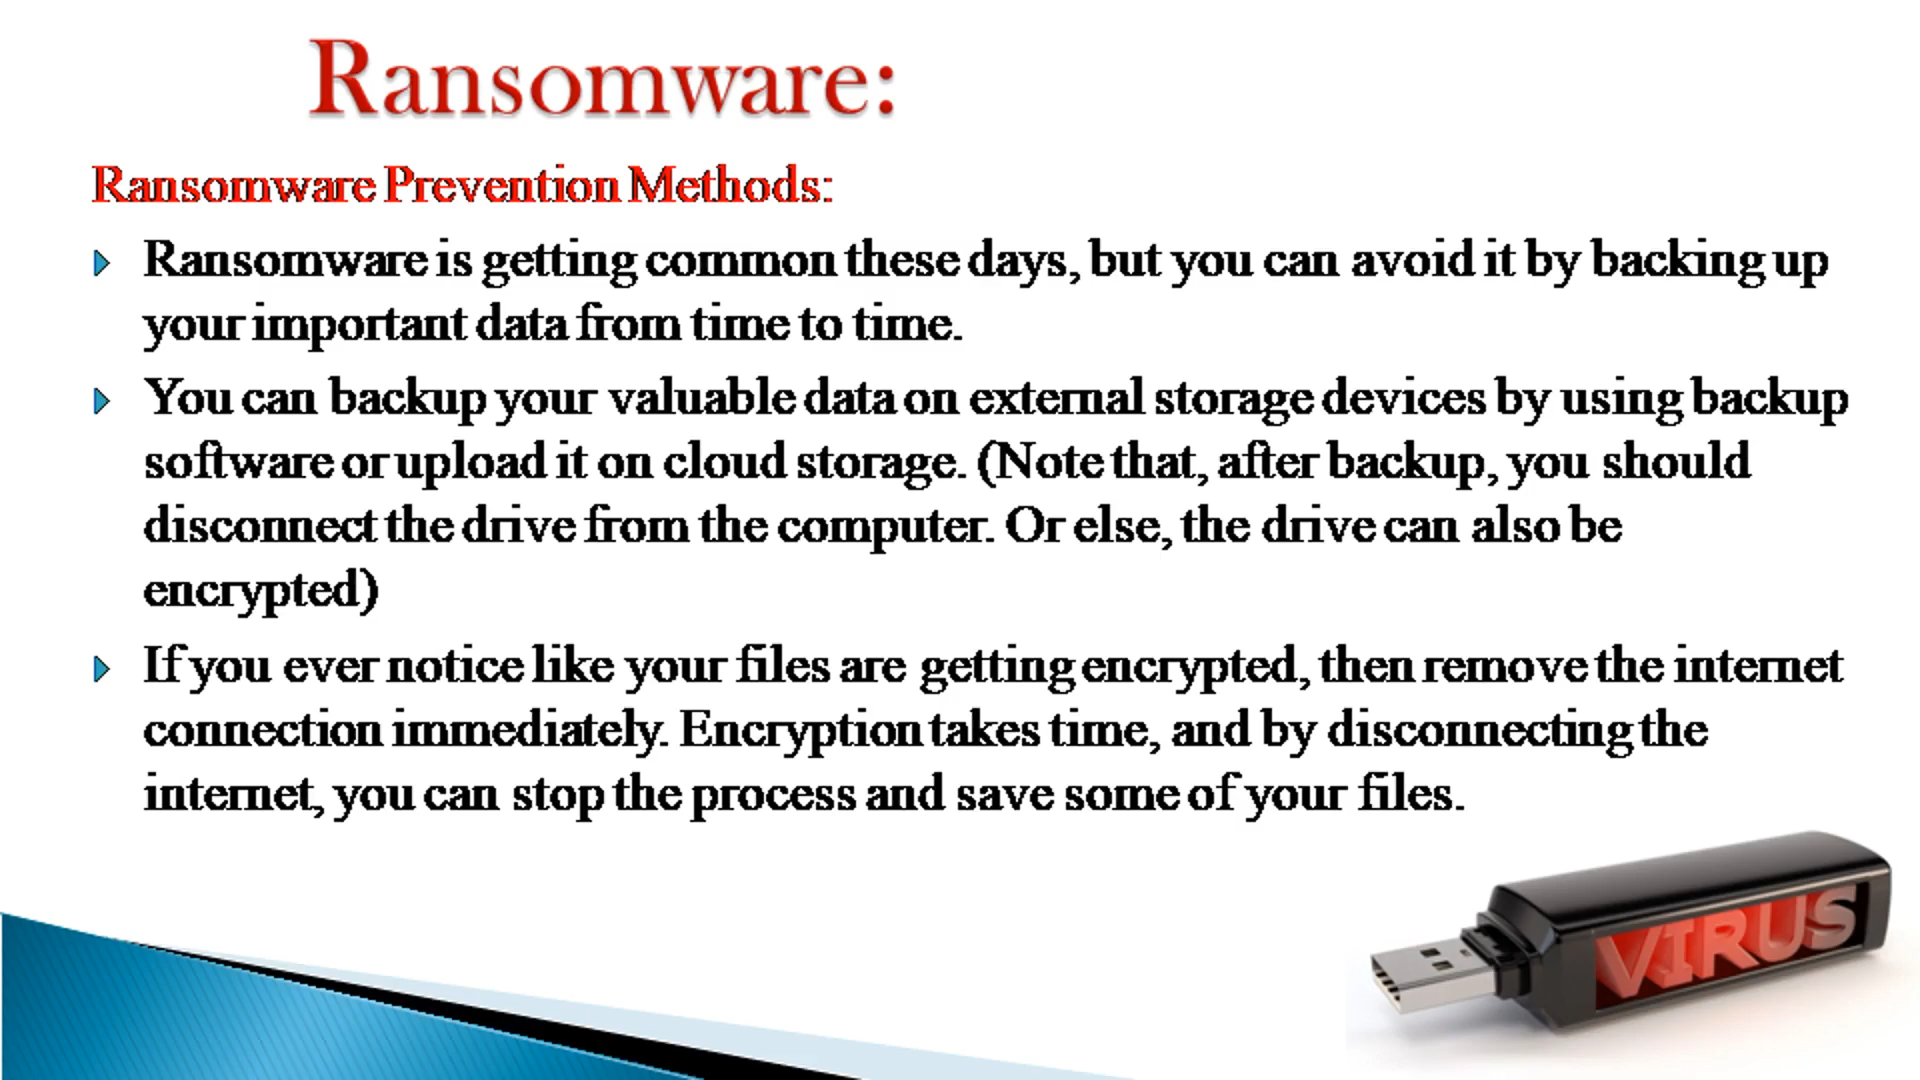 Ransomware:
Ransomware Prevention Methods:
Ransomware is getting common these days, but you can avoid it by backing up
your important data from time to time.
You can backup your valuable data on external storage devices by using backup
software or upload it on cloud storage. (Note that, after backup, you should
disconnect the drive from the computer. Or else, the drive can also be
encrypted)
If you ever notice like your files are getting encrypted, then remove the internet
connection immediately. Encryption takes time, and by disconnecting the
internet, you can stop the process and save some of your files.
VIRUS